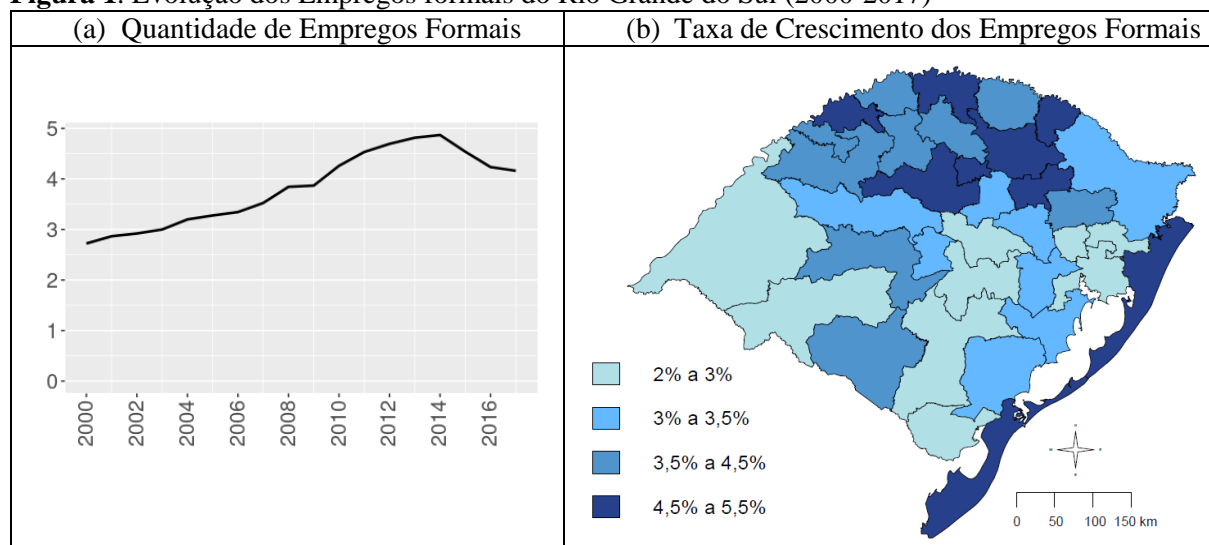 Figura 1. Evolução dos Empregos formais do Rio Grande do Sul (2000-2017)
(a) Quantidade de Empregos Formais
(b) Taxa de Crescimento dos Empregos Formais
5
4
3
2
1
0
2000
2002
2004
2006
2008
2010
2012
2014
2016
2% a 3%
3% a 3,5%
3,5% a 4,5%
4,5% a 5,5%
0 50 100 150 km